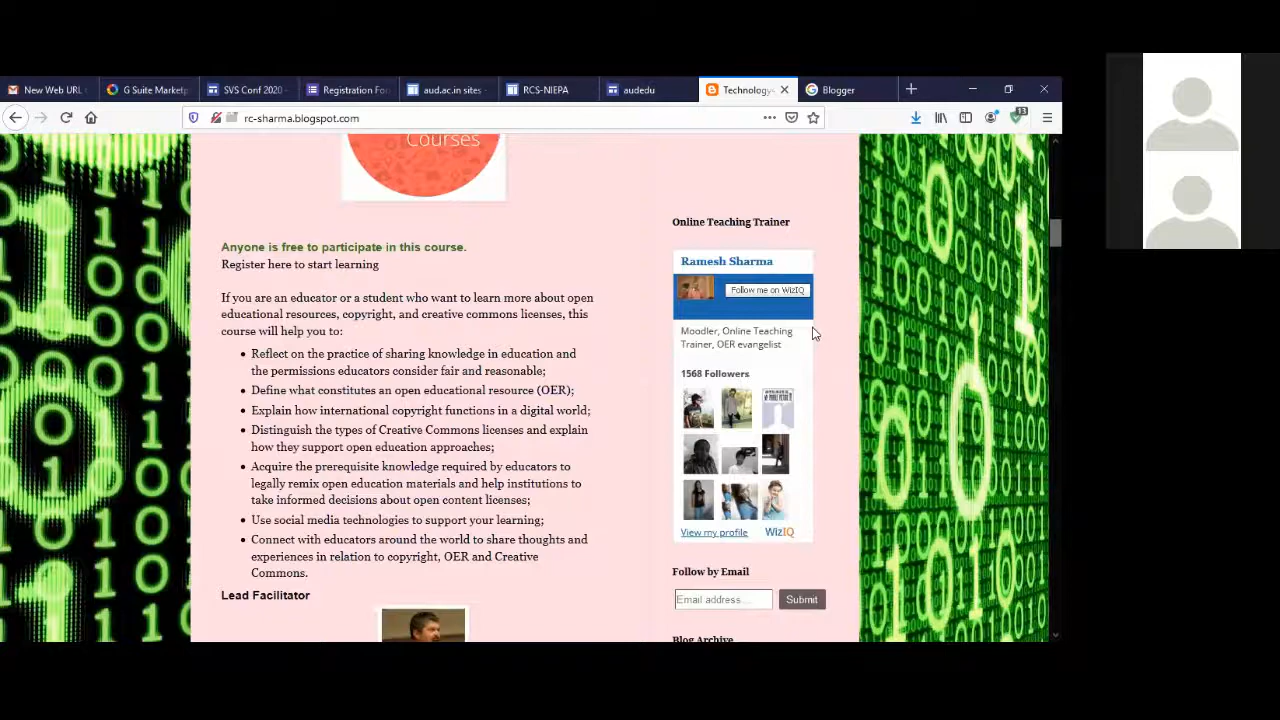 New Web URL
G Suite Marketp
SVS Conf 2020 -
Registration For
aud.ac.in sites -
RCS-NIEPA
audedu
Technology-
Blogger
rc-sharma.blogspot.com
13
Courses
Anyone is free to participate in this course.
Register here to start learning
If you are an educator or a student who want to learn more about open
educational resources, copyright, and creative commons licenses, this
course will help you to:
Reflect on the practice of sharing knowledge in education and
the permissions educators consider fair and reasonable;
Define what constitutes an open educational resource (OER);
Explain how international copyright functions in a digital world;
Distinguish the types of Creative Commons licenses and explain
how they support open education approaches;
Acquire the prerequisite knowledge required by educators to
legally remix open education materials and help institutions to
take informed decisions about open content licenses;
Use social media technologies to support your learning;
Connect with educators around the world to share thoughts and
experiences in relation to copyright, OER and Creative
Commons.
Lead Facilitator
Online Teaching Trainer
Ramesh Sharma
Follow me on WizIQ
Moodler, Online Teaching
Trainer, OER evangelist
1568 Followers
View my profile WizIQ
Follow by Email
Email address... Submit
Blog Archive